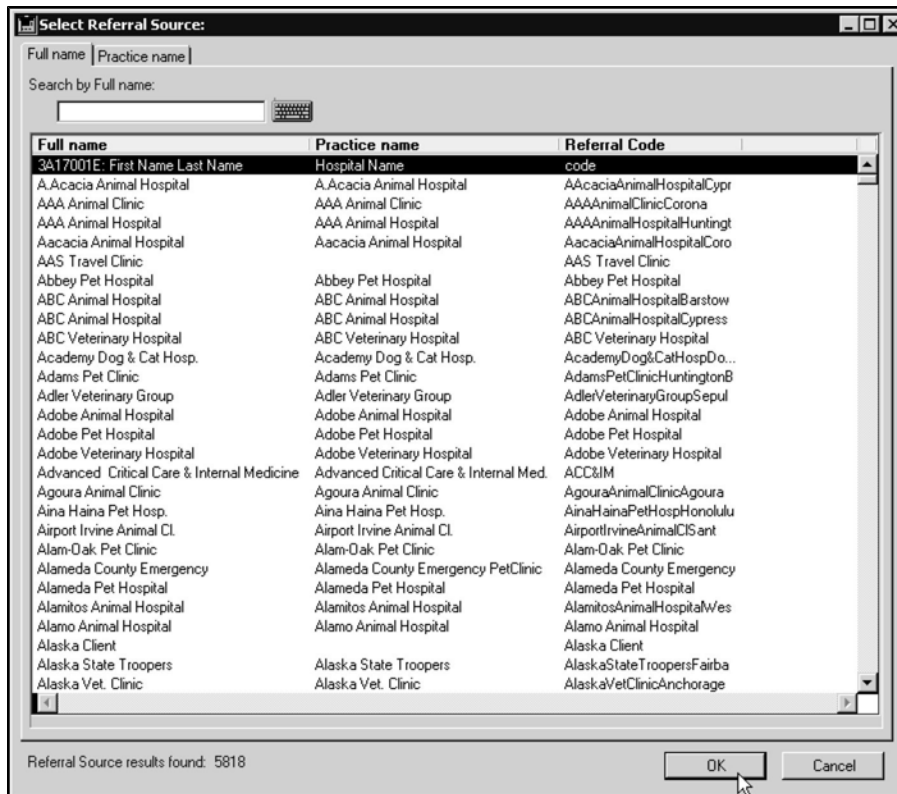 Select Referral Source:
Full name Practice name
Search by Full name:
Full name Practice name Referral Code
3A17001E: First Name Last Name Hospital Name code
A.Acacia Animal Hospital A.Acacia Animal Hospital AAcaciaAnimalHospitalCypr
AAA Animal Clinic AAA Animal Clinic AAAAnimalClinicCorona
AAA Animal Hospital AAA Animal Hospital AAAAnimalHospitalHuntingt
Aacacia Animal Hospital Aacacia Animal Hospital AacaciaAnimalHospitalCoro
AAS Travel Clinic AAS Travel Clinic
Abbey Pet Hospital Abbey Pet Hospital Abbey Pet Hospital
ABC Animal Hospital ABC Animal Hospital ABCAnimalHospitalBarstow
ABC Animal Hospital ABC Animal Hospital ABCAnimalHospitalCypress
ABC Veterinary Hospital ABC Veterinary Hospital ABC Veterinary Hospital
Academy Dog & Cat Hosp. Academy Dog & Cat Hosp. AcademyDog&CatHospDo...
Adams Pet Clinic Adams Pet Clinic AdamsPetClinicHuntingtonB
Adler Veterinary Group Adler Veterinary Group AdlerVeterinaryGroupSepul
Adobe Animal Hospital Adobe Animal Hospital Adobe Animal Hospital
Adobe Pet Hospital Adobe Pet Hospital Adobe Pet Hospital
Adobe Veterinary Hospital Adobe Veterinary Hospital Adobe Veterinary Hospital
Advanced Critical Care & Internal Medicine Advanced Critical Care & Internal Med. ACC&IM
Agoura Animal Clinic Agoura Animal Clinic AgouraAnimalClinicAgoura
Aina Haina Pet Hosp. Aina Haina Pet Hosp. AinaHainaPetHospHonolulu
Airport Irvine Animal Cl. Airport Irvine Animal Cl. AirportIrvineAnimalClSant
Alam-Oak Pet Clinic Alam-Oak Pet Clinic Alam-Oak Pet Clinic
Alameda County Emergency Alameda County Emergency PetClinic Alameda County Emergency
Alameda Pet Hospital Alameda Pet Hospital Alameda Pet Hospital
Alamitos Animal Hospital Alamitos Animal Hospital AlamitosAnimalHospitalWes
Alamo Animal Hospital Alamo Animal Hospital Alamo Animal Hospital
Alaska Client Alaska Client
Alaska State Troopers Alaska State Troopers AlaskaStateTroopersFairba
Alaska Vet. Clinic Alaska Vet. Clinic AlaskaVetClinicAnchorage
Referral Source results found: 5818
OK Cancel